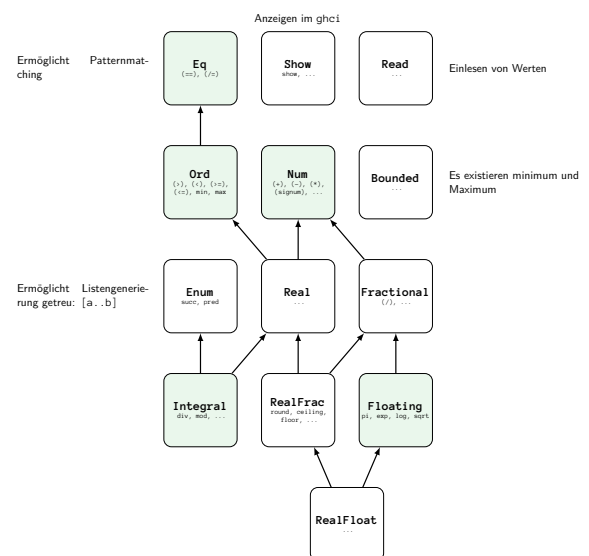 Anzeigen im ghci
Ermöglicht Patternmat-
ching
Eq
(==), (/=)
Show
show, ...
Read
...
Einlesen von Werten
Ord
(>), (<), (>=),
(<=), min, max
Num
(+), (-), (*),
(signum), ...
Bounded
...
Es existieren minimum und
Maximum
Ermöglicht Listengenerie-
rung getreu: [a..b]
Enum
succ, pred
Real
...
Fractional
(/), ...
Integral
div, mod, ...
RealFrac
round, ceiling,
floor, ...
Floating
pi, exp, log, sqrt
RealFloat
...